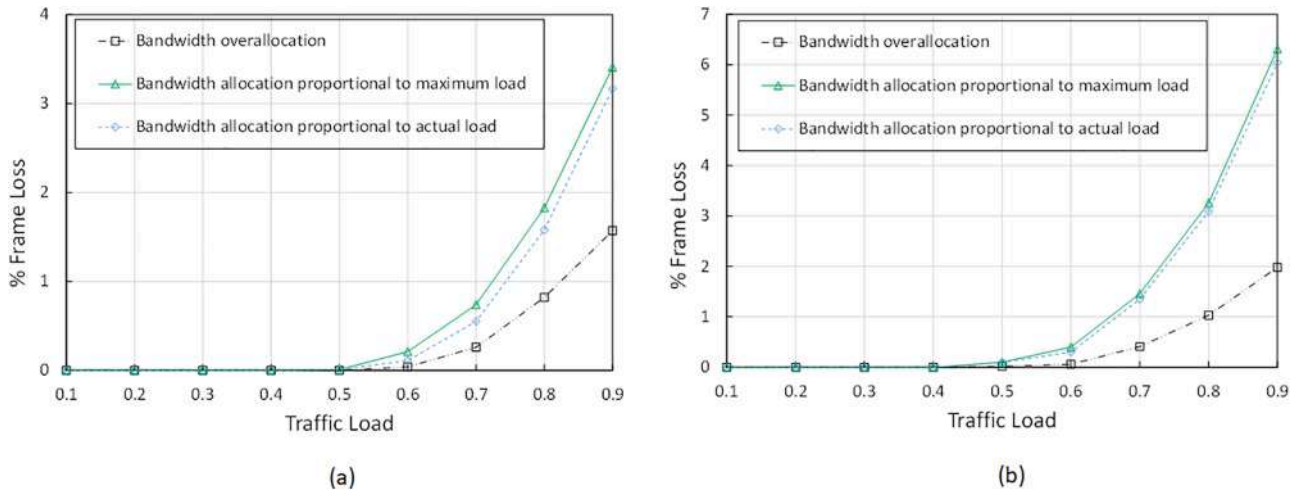 4
3
2
1
0
% Frame Loss
Bandwidth overallocation
Bandwidth allocation proportional to maximum load
Bandwidth allocation proportional to actual load
0.1 0.2 0.3 0.4 0.5 0.6 0.7 0.8 0.9
Traffic Load
(a)
7
6
5
4
3
2
1
0
% Frame Loss
Bandwidth overallocation
Bandwidth allocation proportional to maximum load
Bandwidth allocation proportional to actual load
0.1 0.2 0.3 0.4 0.5 0.6 0.7 0.8 0.9
Traffic Load
(b)